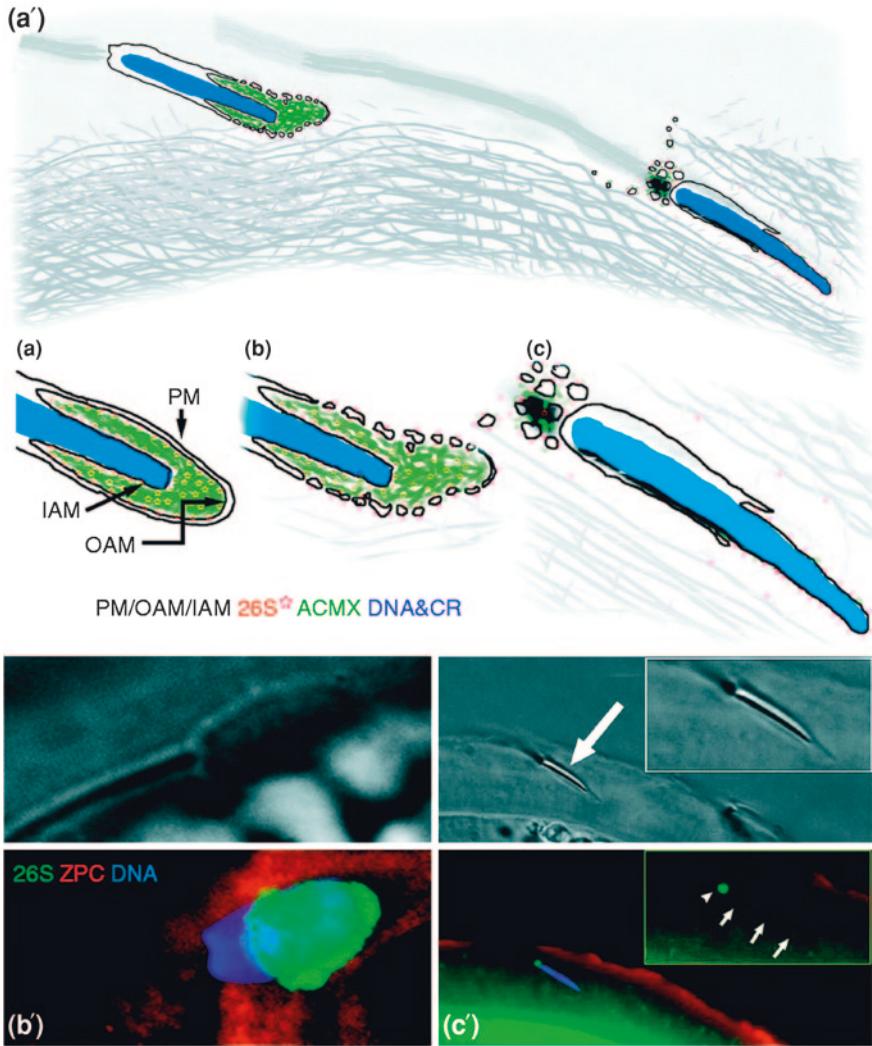 (a′)
(a) (b) (c)
PM
IAM
OAM
PM/OAM/IAM 26S ACMX DNA&CR
26S ZPC DNA
(b′) (c′)